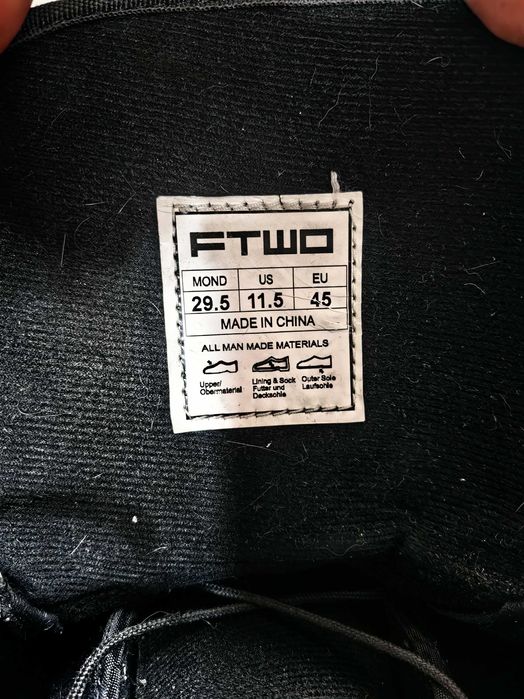 FTWO
MOND US EU
29.5 11.5 45
MADE IN CHINA
ALL MAN MADE MATERIALS
Upper/ Lining & Sock Outer Sole
Obermaterial Futter und Laufsohle
Decksohle